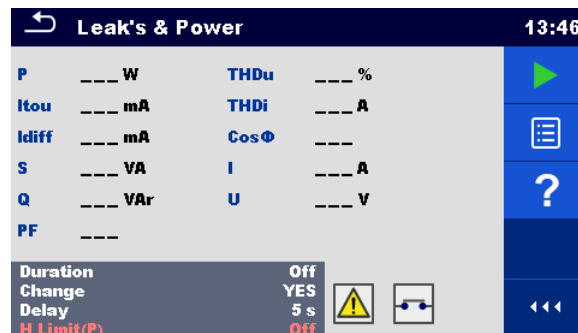 Leak's & Power 13:46
P ___ W THDu ___ %
Itou ___ mA THDi ___ A
Idiff ___ mA CosΦ ___
S ___ VA I ___ A
Q ___ VAr U ___ V
PF ___
Duration Off
Change YES
Delay 5 s
H Limit(P) Off
?